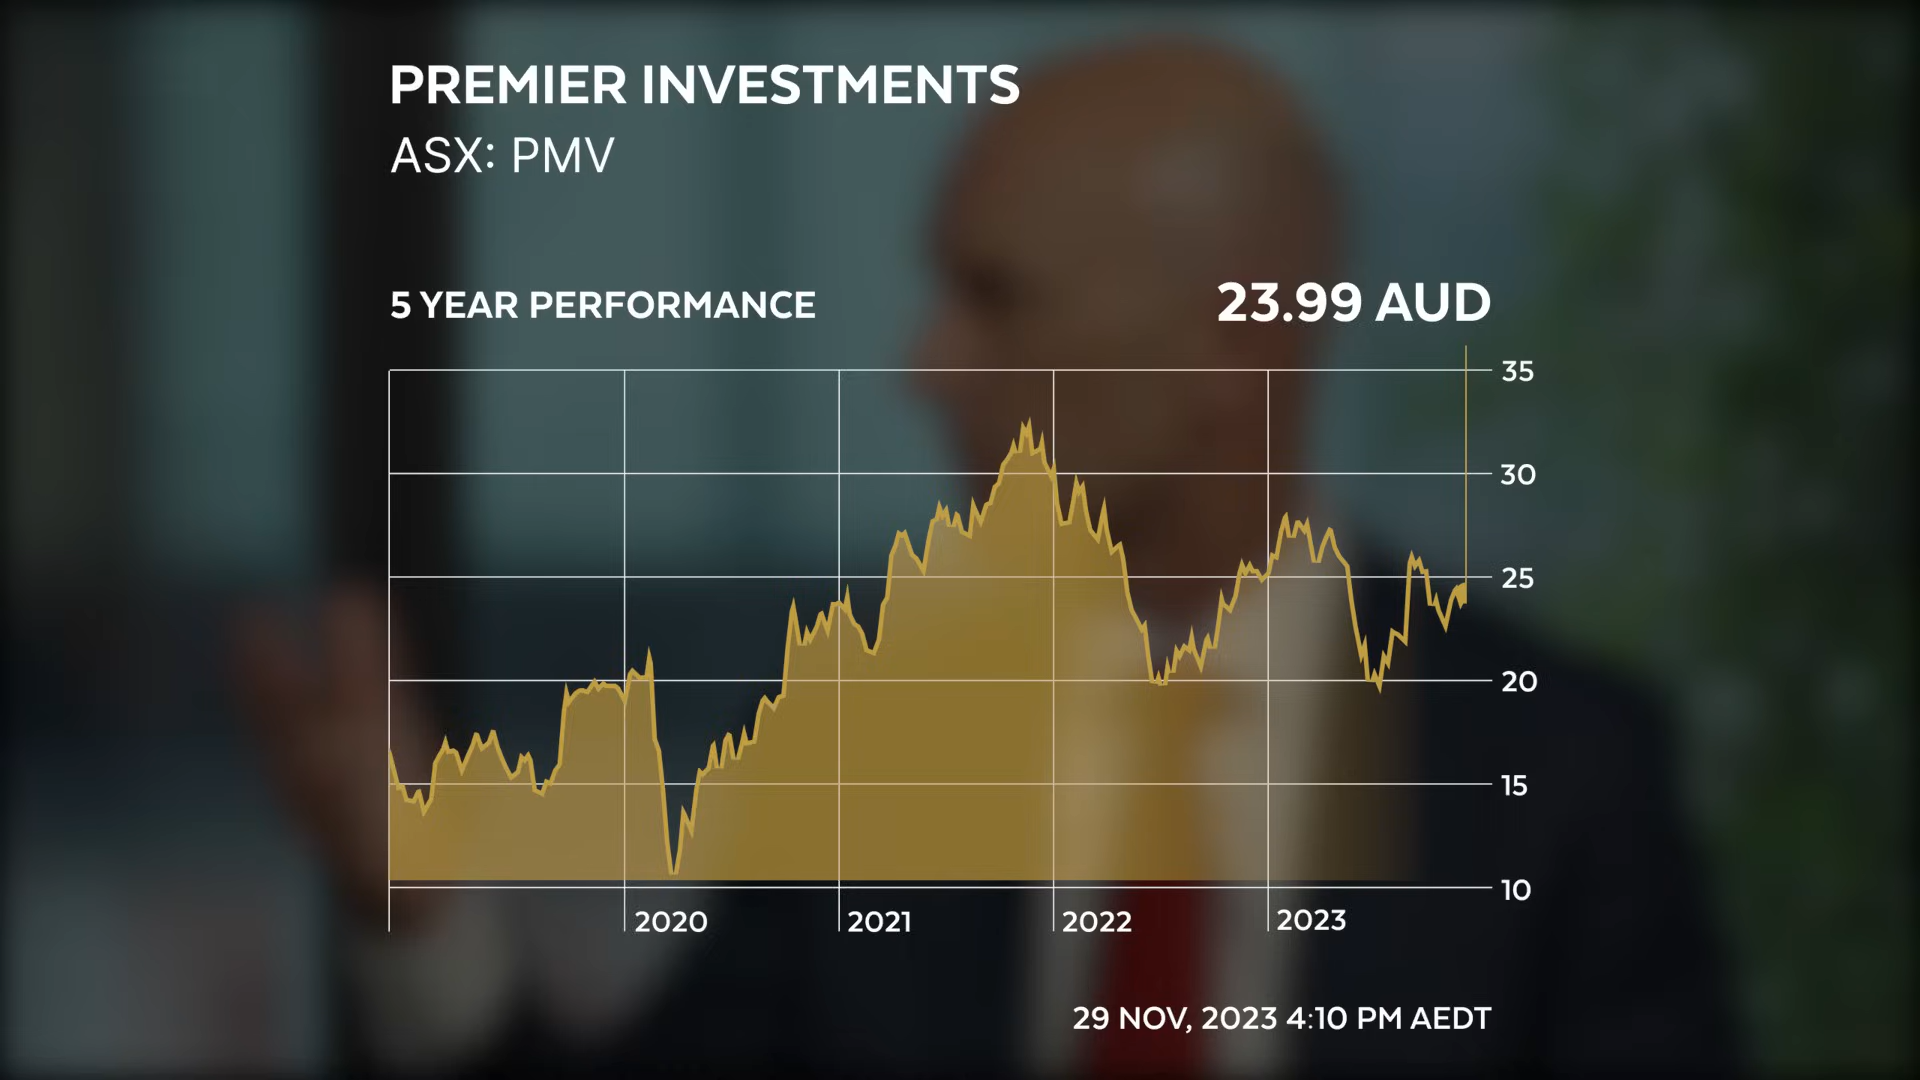 PREMIER INVESTMENTS
ASX: PMV
5 YEAR PERFORMANCE
23.99 AUD
35
30
25
20
15
10
2020
2021
2022
2023
29 NOV, 2023 4:10 PM AEDT